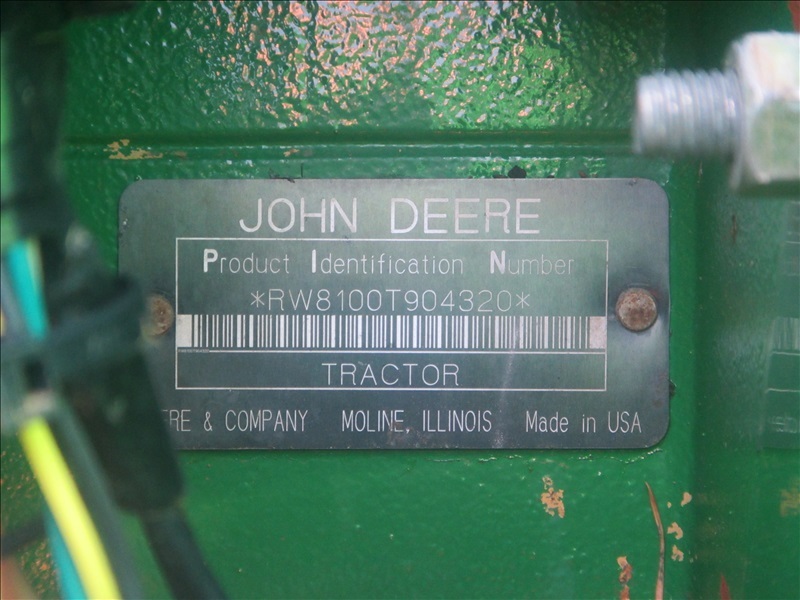 JOHN DEERE
Product Identification Number
*RW8100T904320*
TRACTOR
ERE & COMPANY MOLINE, ILLINOIS Made in USA